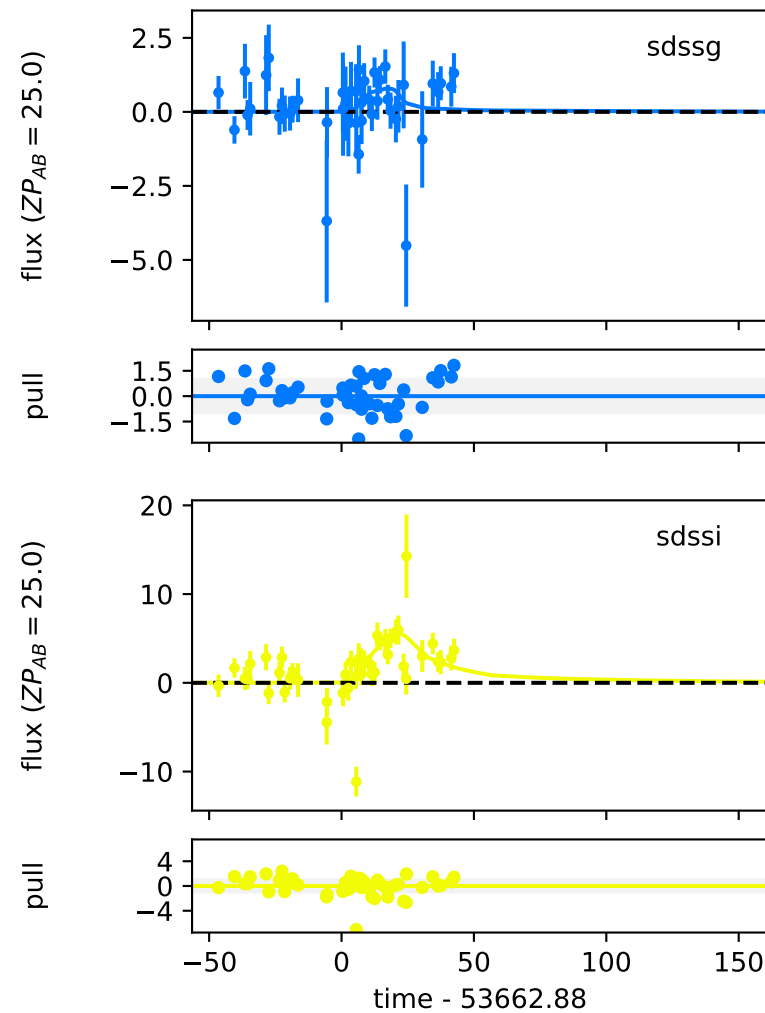 2.5
sdssg
0.0
flux (ZP_AB = 25.0)
−2.5
−5.0
1.5
pull
0.0
−1.5
20
sdssi
10
flux (ZP_AB = 25.0)
0
−10
4
pull
0
−4
−50 0 50 100 150
time - 53662.88